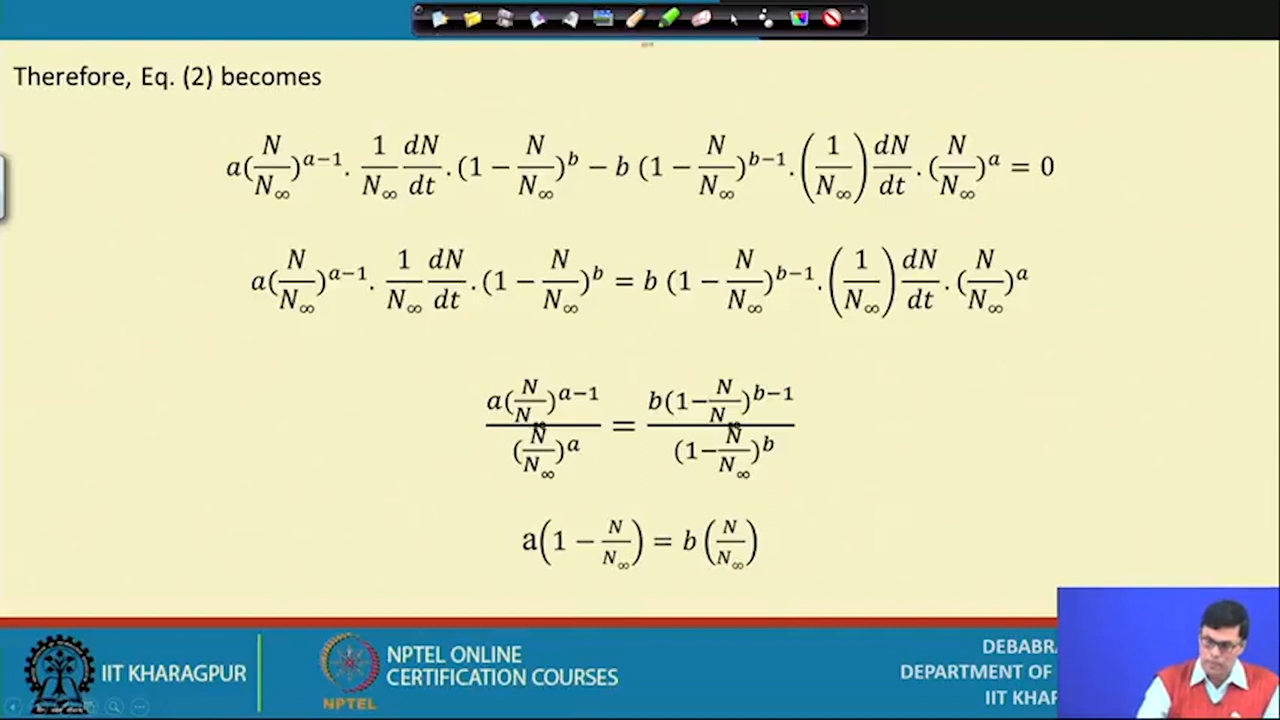 Therefore, Eq. (2) becomes
a(N/N∞)^{a−1}. 1/N∞ dN/dt .(1 − N/N∞)^b − b (1 − N/N∞)^{b−1}.(1/N∞) dN/dt .(N/N∞)^a = 0
a(N/N∞)^{a−1}. 1/N∞ dN/dt .(1 − N/N∞)^b = b (1 − N/N∞)^{b−1}.(1/N∞) dN/dt .(N/N∞)^a
a(N/N∞)^{a−1} / (N/N∞)^a = b(1−N/N∞)^{b−1} / (1−N/N∞)^b
a(1 − N/N∞) = b (N/N∞)
IIT KHARAGPUR
NPTEL
NPTEL ONLINE
CERTIFICATION COURSES
DEBABRA
DEPARTMENT OF
IIT KHAR